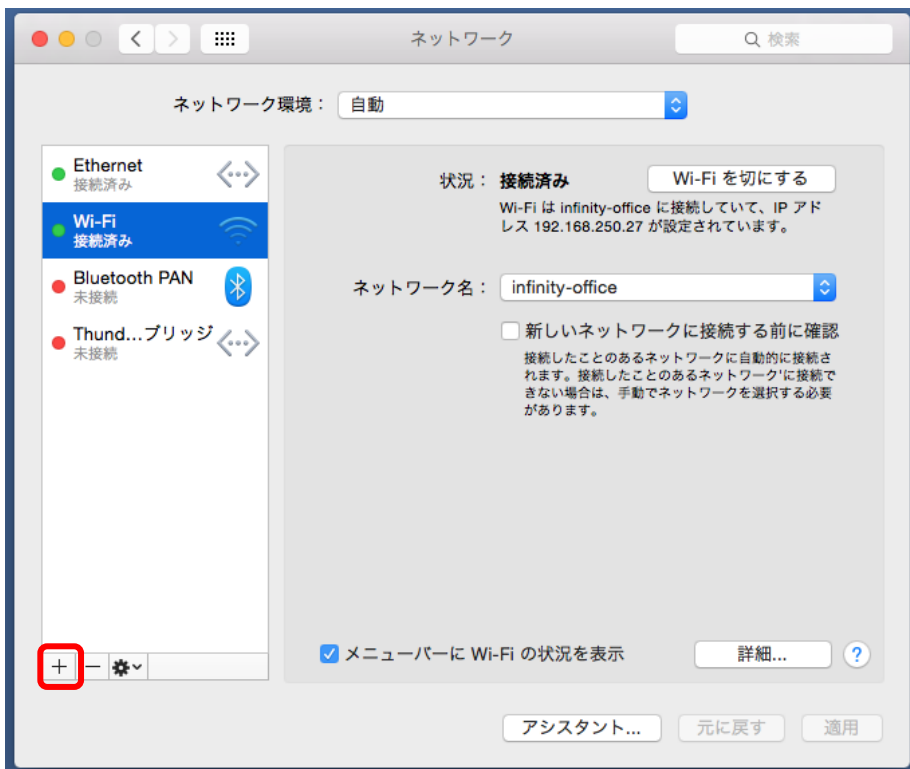 ネットワーク
検索
ネットワーク環境： 自動
Ethernet
接続済み
Wi-Fi
接続済み
Bluetooth PAN
未接続
Thund...ブリッジ
未接続
状況： 接続済み
Wi-Fi を切にする
Wi-Fi は infinity-office に接続していて、IP アド
レス 192.168.250.27 が設定されています。
ネットワーク名： infinity-office
新しいネットワークに接続する前に確認
接続したことのあるネットワークに自動的に接続さ
れます。接続したことのあるネットワーク'に接続で
きない場合は、手動でネットワークを選択する必要
があります。
メニューバーに Wi-Fi の状況を表示
詳細...
?
アシスタント...
元に戻す
適用